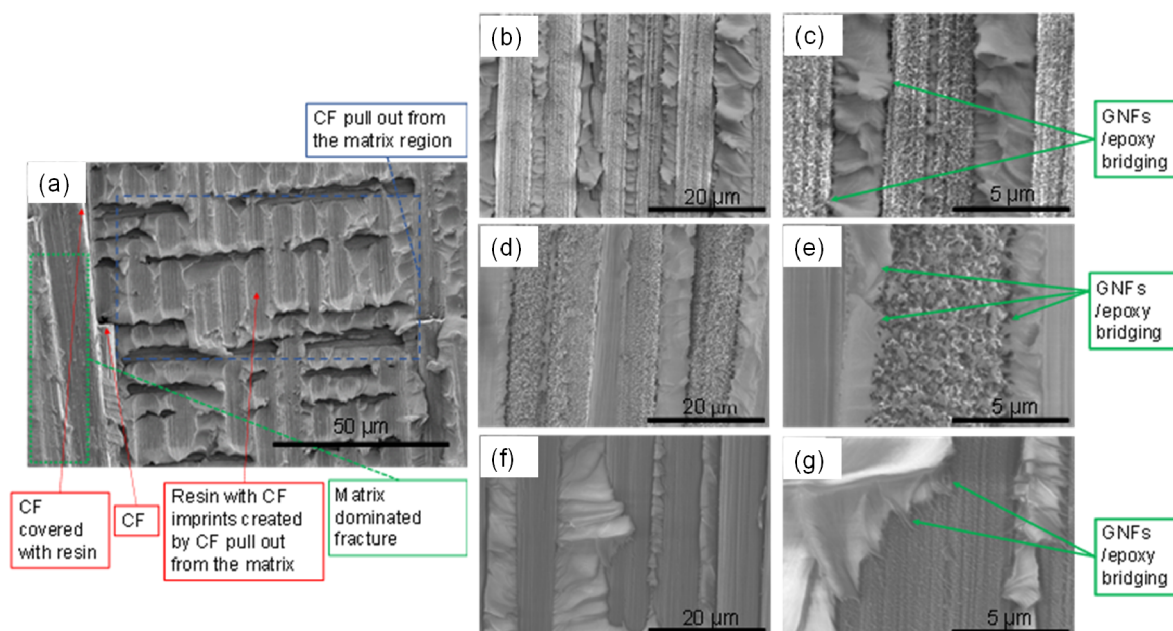 (a)
CF pull out from
the matrix region
50 µm
CF
covered with resin
CF
Resin with CF
imprints created
by CF pull out
from the matrix
Matrix
dominated
fracture
(b)
20 µm
(c)
5 µm
GNFs
/epoxy
bridging
(d)
20 µm
(e)
5 µm
GNFs
/epoxy
bridging
(f)
20 µm
(g)
5 µm
GNFs
/epoxy
bridging